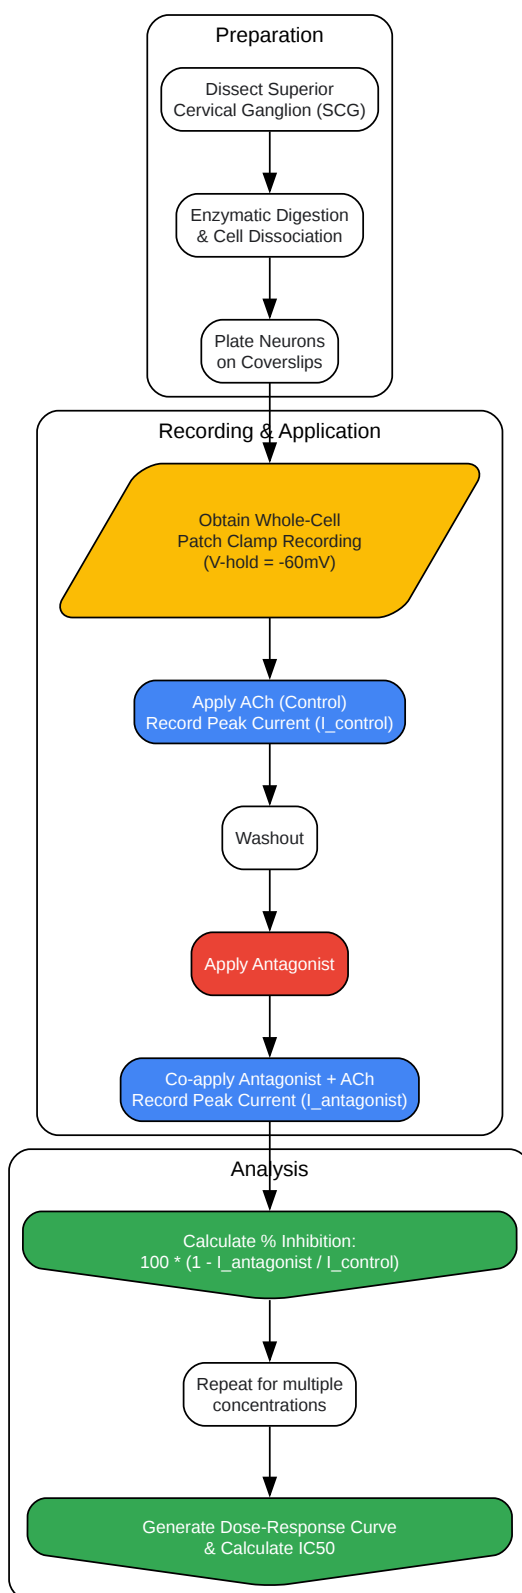 Preparation
Dissect Superior
Cervical Ganglion (SCG)
Enzymatic Digestion
& Cell Dissociation
Plate Neurons
on Coverslips
Recording & Application
Obtain Whole-Cell
Patch Clamp Recording
(V-hold = -60mV)
Apply ACh (Control)
Record Peak Current (I_control)
Washout
Apply Antagonist
Co-apply Antagonist + ACh
Record Peak Current (I_antagonist)
Analysis
Calculate % Inhibition:
100 * (1 - I_antagonist / I_control)
Repeat for multiple
concentrations
Generate Dose-Response Curve
& Calculate IC50